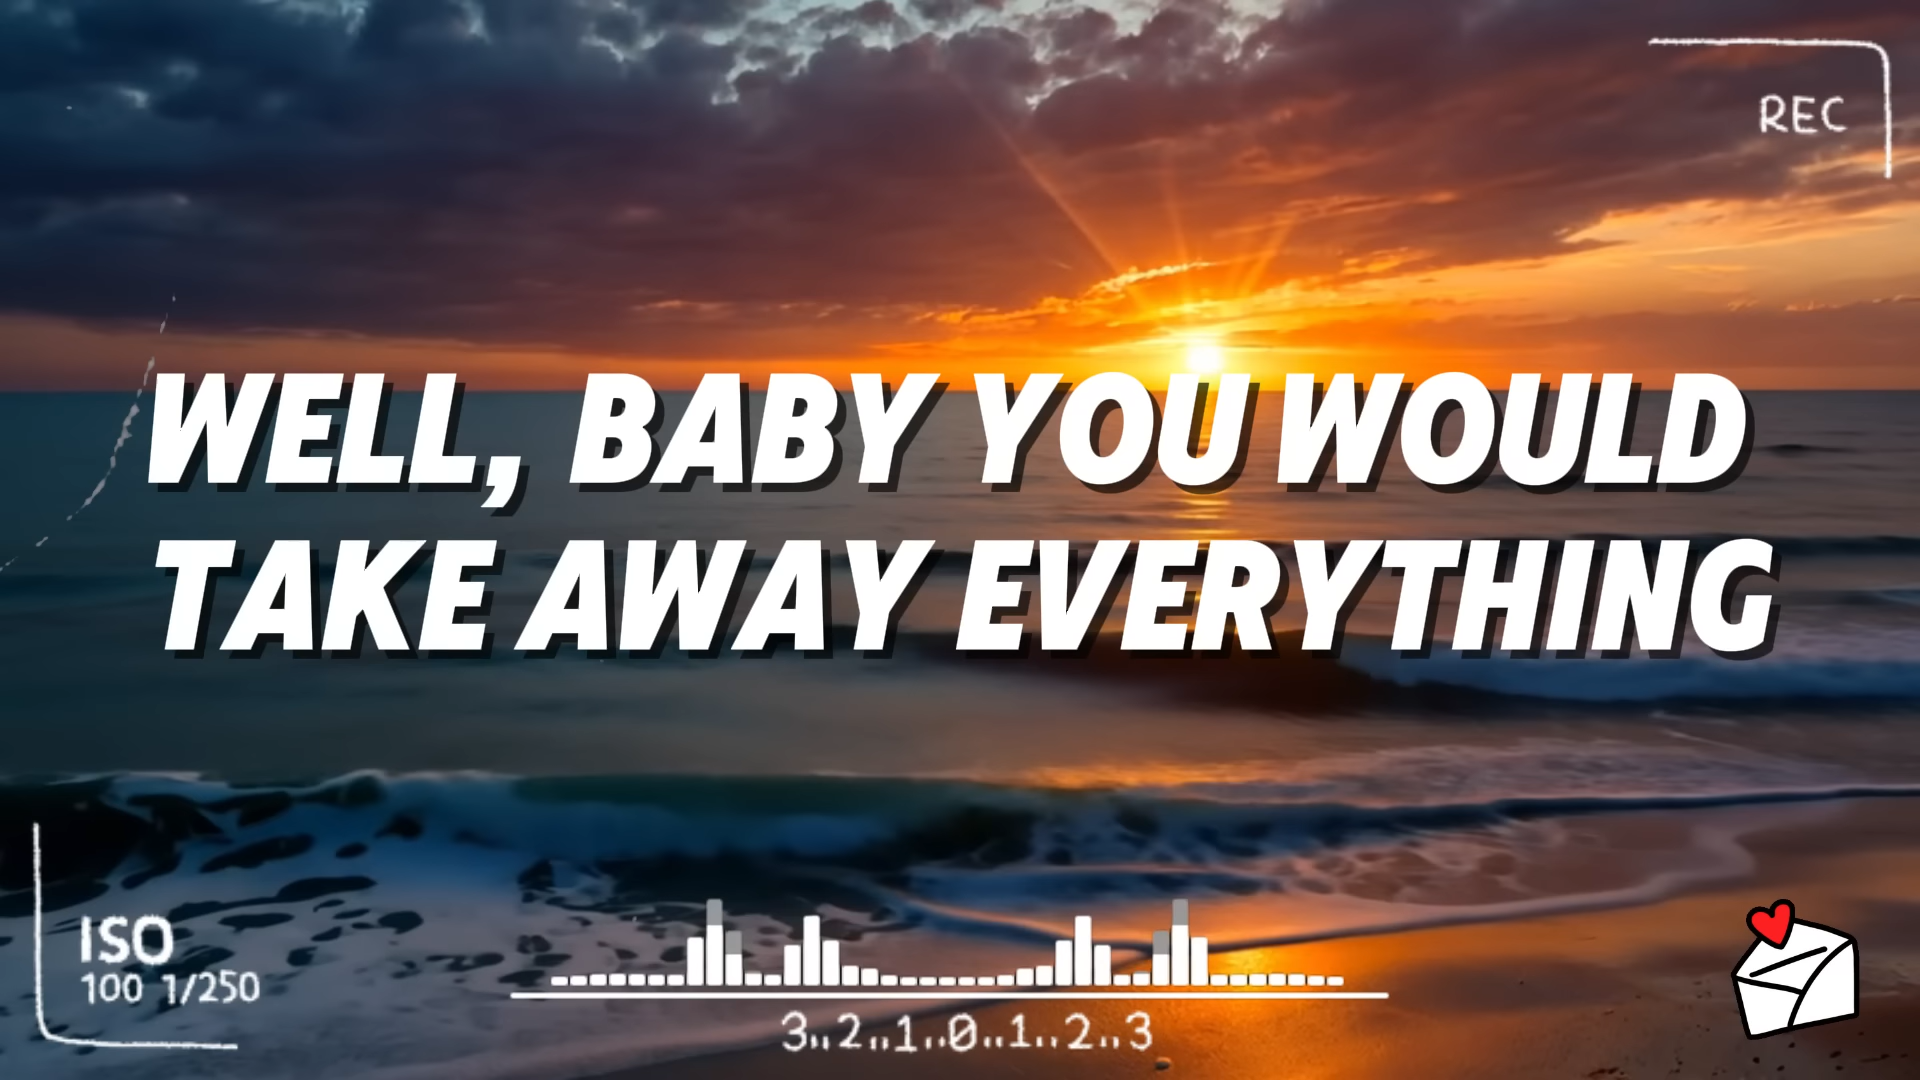 REC
WELL, BABY YOU WOULD
TAKE AWAY EVERYTHING
ISO
100 1/250
3..2..1..0..1..2..3